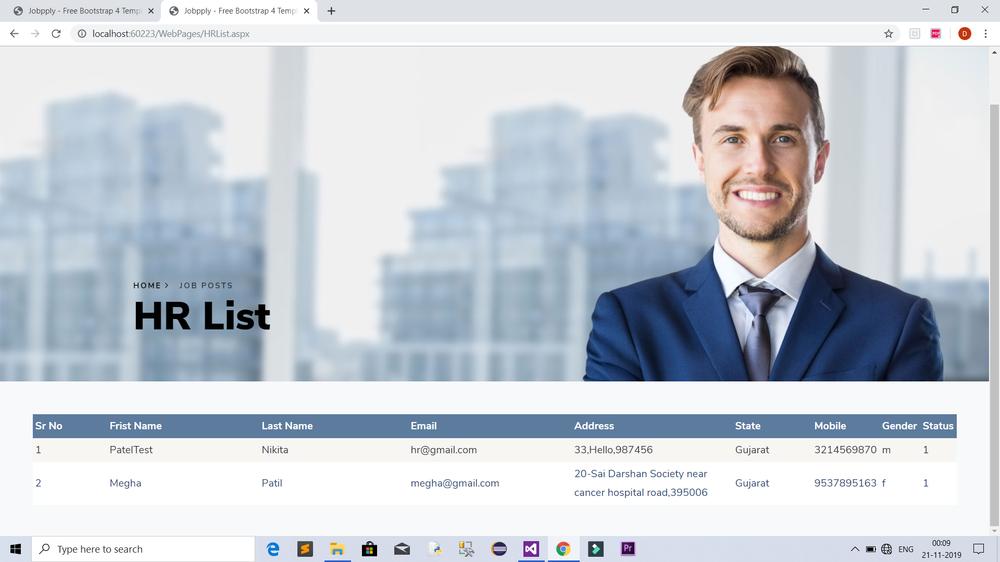 Jobpply - Free Bootstrap 4 Templ
Jobpply - Free Bootstrap 4 Templ
localhost:60223/WebPages/HRList.aspx
PDF
D
HOME > JOB POSTS
HR List
Sr No Frist Name Last Name Email Address State Mobile Gender Status
1 PatelTest Nikita hr@gmail.com 33,Hello,987456 Gujarat 3214569870 m 1
2 Megha Patil megha@gmail.com 20-Sai Darshan Society near Gujarat 9537895163 f 1
cancer hospital road,395006
Type here to search
Pr
ENG
00:09
21-11-2019